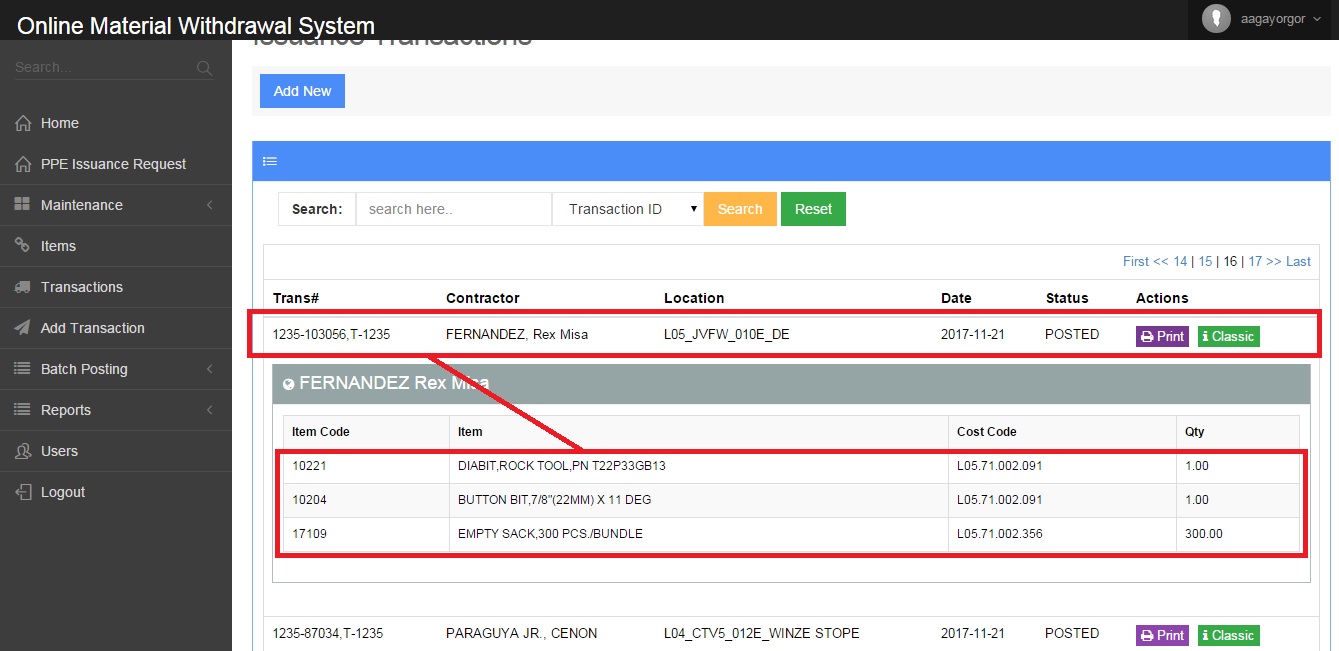 Online Material Withdrawal System
aagayorgor
Issuance Transactions
Search...
Add New
Home
PPE Issuance Request
Maintenance
Items
Transactions
Add Transaction
Batch Posting
Reports
Users
Logout
Search: search here.. Transaction ID Search Reset
First << 14 | 15 | 16 | 17 >> Last
Trans# Contractor Location Date Status Actions
1235-103056,T-1235 FERNANDEZ, Rex Misa L05_JVFW_010E_DE 2017-11-21 POSTED Print Classic
FERNANDEZ Rex Misa
Item Code Item Cost Code Qty
10221 DIABIT,ROCK TOOL,PN T22P33GB13 L05.71.002.091 1.00
10204 BUTTON BIT,7/8"(22MM) X 11 DEG L05.71.002.091 1.00
17109 EMPTY SACK,300 PCS./BUNDLE L05.71.002.356 300.00
1235-87034,T-1235 PARAGUYA JR., CENON L04_CTV5_012E_WINZE STOPE 2017-11-21 POSTED Print Classic